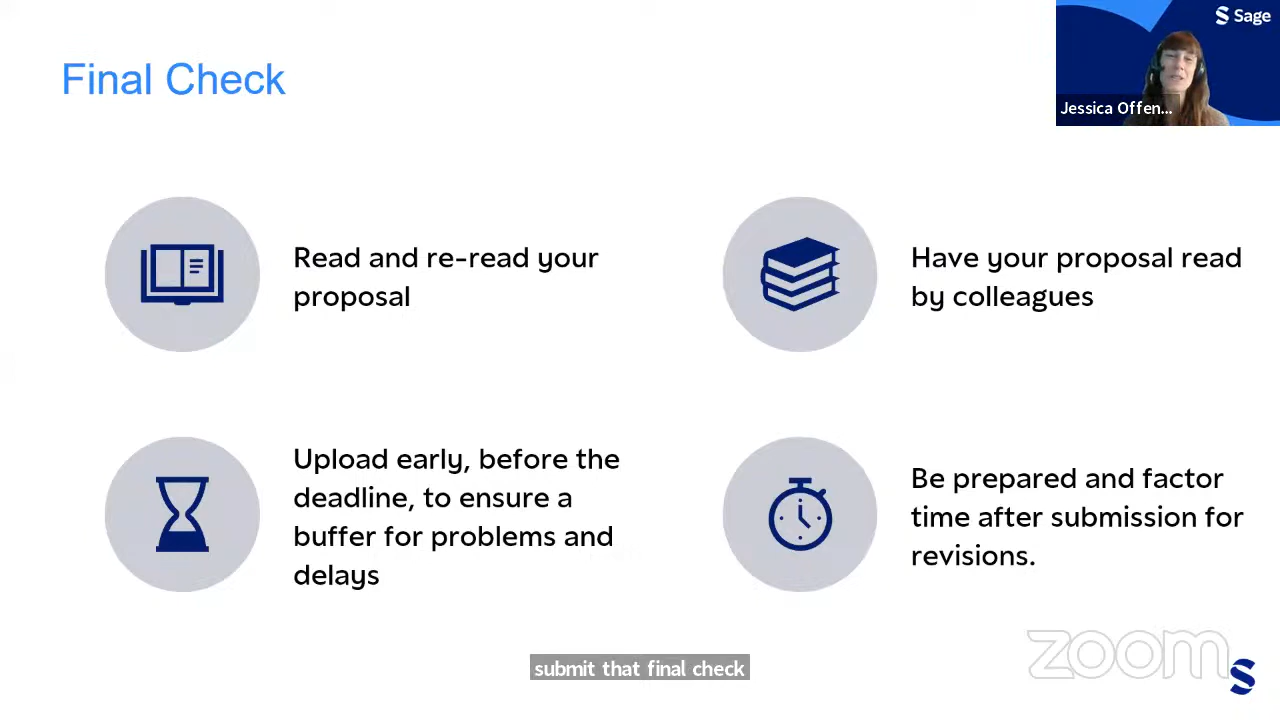 Sage
Final Check
Jessica Offen...
Read and re-read your
proposal
Have your proposal read
by colleagues
Upload early, before the
deadline, to ensure a
buffer for problems and
delays
Be prepared and factor
time after submission for
revisions.
zoom
submit that final check